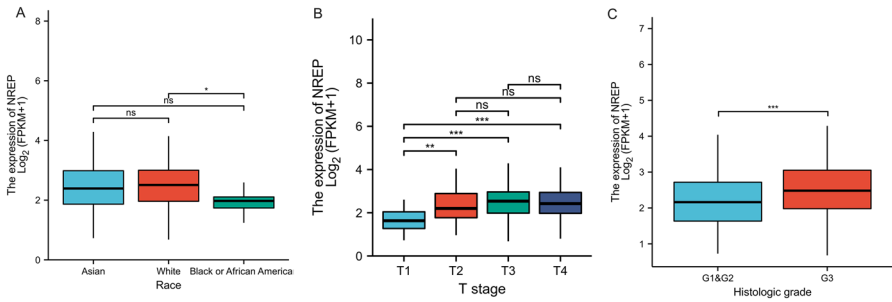 A
The expression of NREP
Log2 (FPKM+1)
8
6
4
2
0
*
ns
ns
Asian
White
Black or African America
Race
B
The expression of NREP
Log2 (FPKM+1)
10
8
6
4
2
0
ns
ns
ns
***
***
**
T1
T2
T3
T4
T stage
C
The expression of NREP
Log2 (FPKM+1)
7
6
5
4
3
2
1
***
G1&G2
G3
Histologic grade